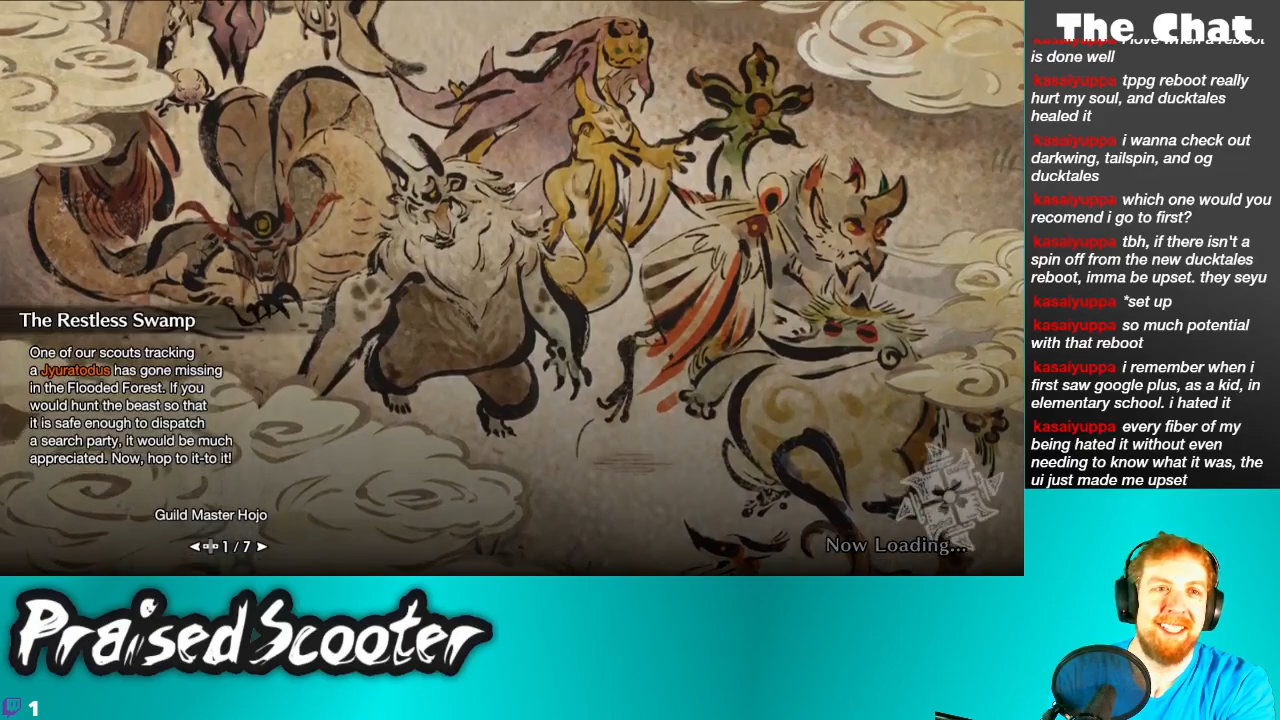 The Restless Swamp
One of our scouts tracking
a Jyuratodus has gone missing
in the Flooded Forest. If you
would hunt the beast so that
it is safe enough to dispatch
a search party, it would be much
appreciated. Now, hop to it-to it!
Guild Master Hojo
1 / 7
Now Loading...
The Chat
kasaiyuppa i love when a reboot
is done well
kasaiyuppa tppg reboot really
hurt my soul, and ducktales
healed it
kasaiyuppa i wanna check out
darkwing, tailspin, and og
ducktales
kasaiyuppa which one would you
recomend i go to first?
kasaiyuppa tbh, if there isn't a
spin off from the new ducktales
reboot, imma be upset. they seyu
kasaiyuppa *set up
kasaiyuppa so much potential
with that reboot
kasaiyuppa i remember when i
first saw google plus, as a kid, in
elementary school. i hated it
kasaiyuppa every fiber of my
being hated it without even
needing to know what it was, the
ui just made me upset
PraisedScooter
1